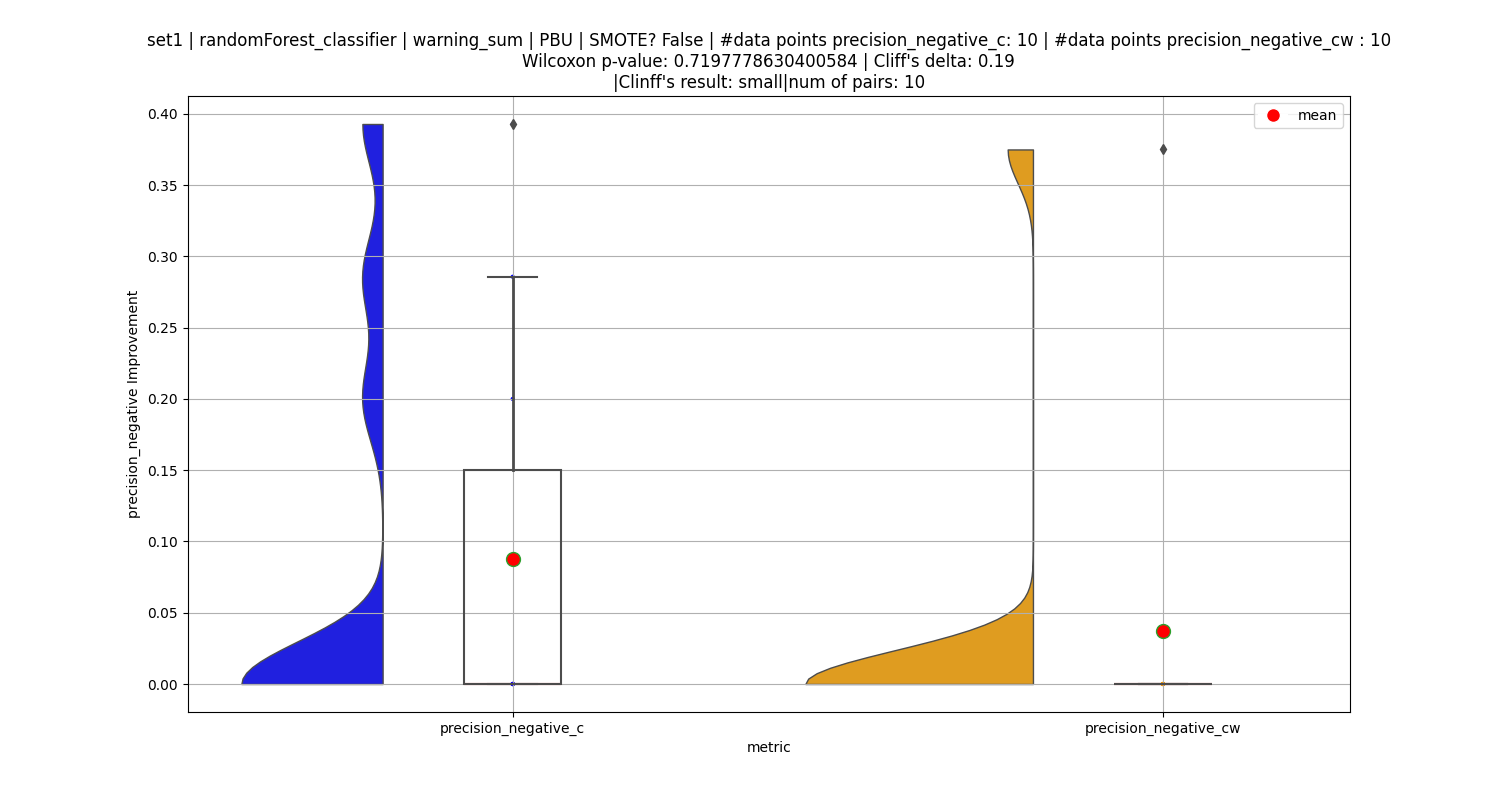 set1 | randomForest_classifier | warning_sum | PBU | SMOTE? False | #data points precision_negative_c: 10 | #data points precision_negative_cw : 10
Wilcoxon p-value: 0.7197778630400584 | Cliff's delta: 0.19
|Clinff's result: small|num of pairs: 10
mean
0.40
0.35
0.30
0.25
0.20
0.15
0.10
0.05
0.00
precision_negative Improvement
precision_negative_c
precision_negative_cw
metric